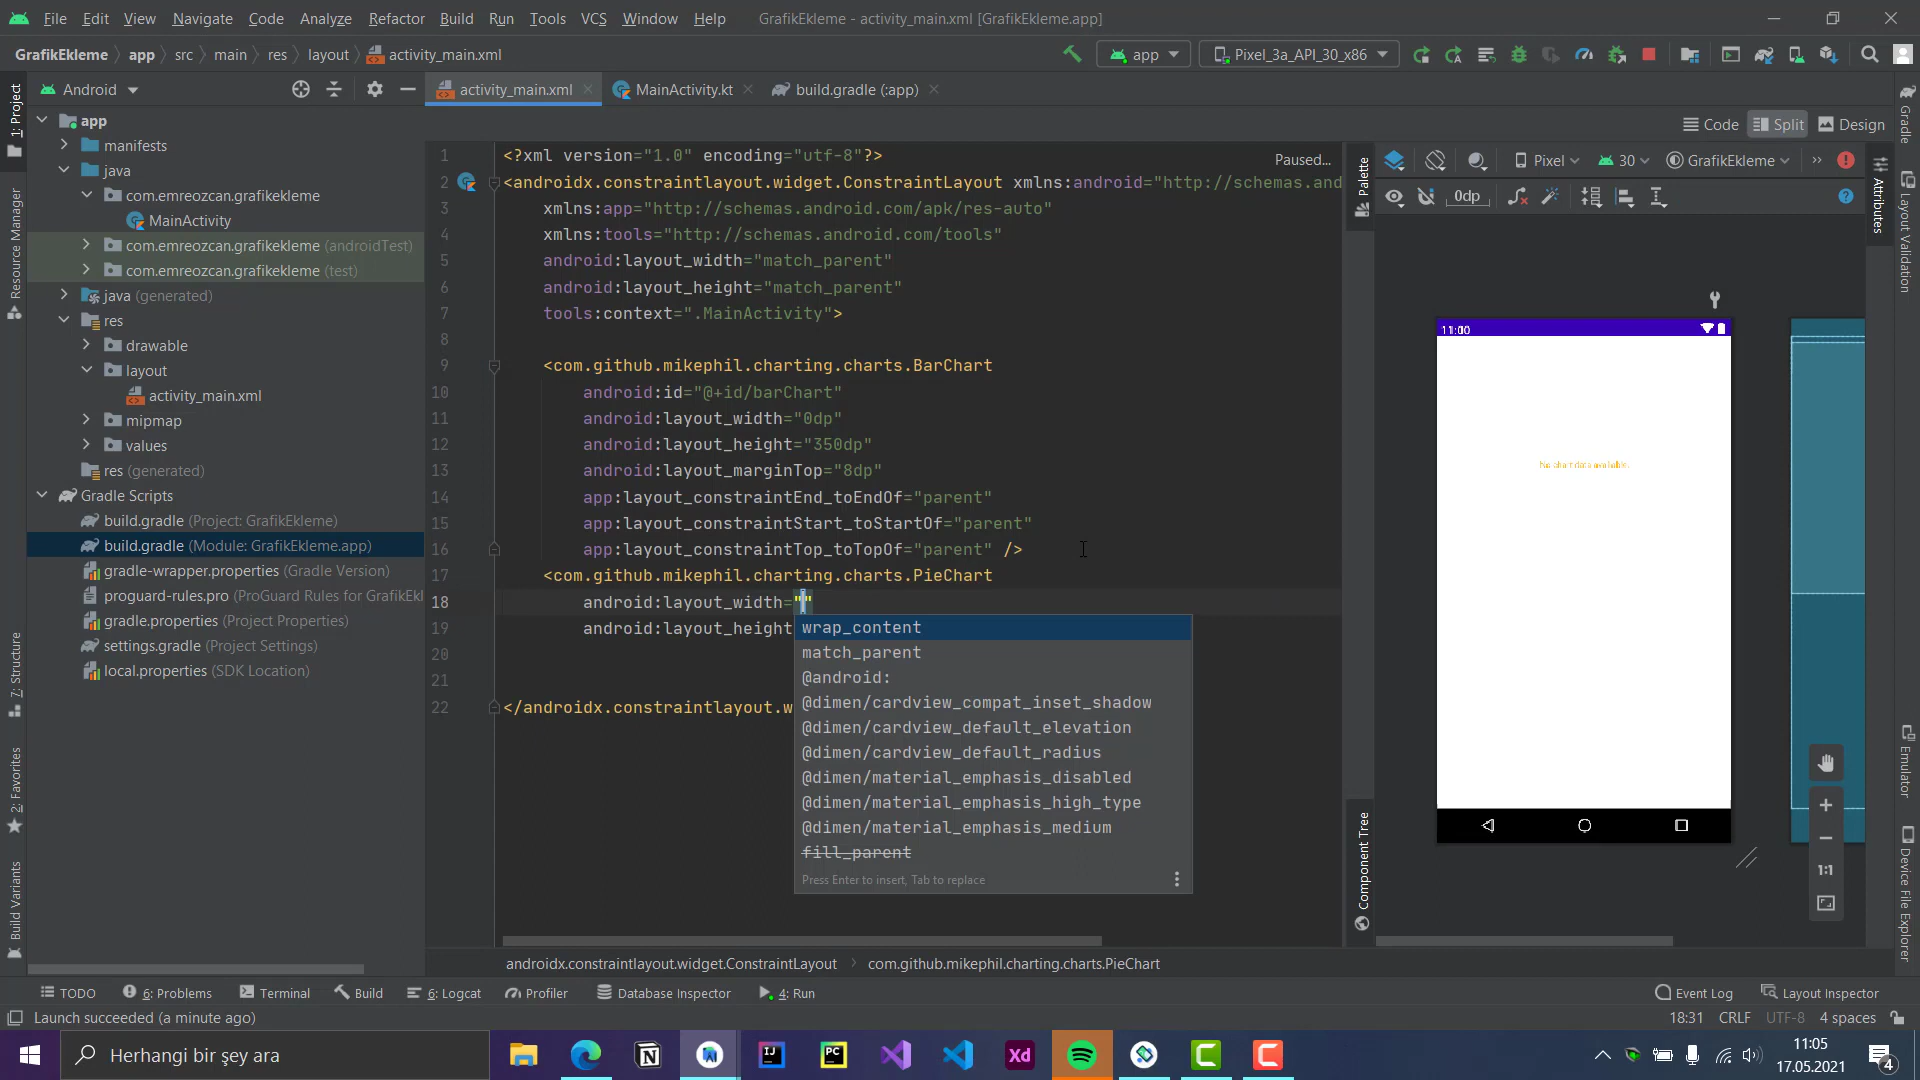 File Edit View Navigate Code Analyze Refactor Build Run Tools VCS Window Help GrafikEkleme - activity_main.xml [GrafikEkleme.app]
GrafikEkleme app src main res layout activity_main.xml
app Pixel_3a_API_30_x86
Android
activity_main.xml MainActivity.kt build.gradle (:app)
Code Split Design
1: Project
Resource Manager
7: Structure
2: Favorites
Build Variants
app
manifests
java
com.emreozcan.grafikekleme
MainActivity
com.emreozcan.grafikekleme (androidTest)
com.emreozcan.grafikekleme (test)
java (generated)
res
drawable
layout
activity_main.xml
mipmap
values
res (generated)
Gradle Scripts
build.gradle (Project: GrafikEkleme)
build.gradle (Module: GrafikEkleme.app)
gradle-wrapper.properties (Gradle Version)
proguard-rules.pro (ProGuard Rules for GrafikEkl
gradle.properties (Project Properties)
settings.gradle (Project Settings)
local.properties (SDK Location)
1 <?xml version="1.0" encoding="utf-8"?>
Paused...
2 <androidx.constraintlayout.widget.ConstraintLayout xmlns:android="http://schemas.and
3 xmlns:app="http://schemas.android.com/apk/res-auto"
4 xmlns:tools="http://schemas.android.com/tools"
5 android:layout_width="match_parent"
6 android:layout_height="match_parent"
7 tools:context=".MainActivity">
8
9 <com.github.mikephil.charting.charts.BarChart
10 android:id="@+id/barChart"
11 android:layout_width="0dp"
12 android:layout_height="350dp"
13 android:layout_marginTop="8dp"
14 app:layout_constraintEnd_toEndOf="parent"
15 app:layout_constraintStart_toStartOf="parent"
16 app:layout_constraintTop_toTopOf="parent" />
17 <com.github.mikephil.charting.charts.PieChart
18 android:layout_width=""
19 android:layout_height
20
21
22 </androidx.constraintlayout.w
wrap_content
match_parent
@android:
@dimen/cardview_compat_inset_shadow
@dimen/cardview_default_elevation
@dimen/cardview_default_radius
@dimen/material_emphasis_disabled
@dimen/material_emphasis_high_type
@dimen/material_emphasis_medium
fill_parent
Press Enter to insert, Tab to replace
Palette
Component Tree
Pixel 30 GrafikEkleme
0dp
11:00
No chart data available.
1:1
Gradle
Attributes
Layout Validation
Emulator
Device File Explorer
androidx.constraintlayout.widget.ConstraintLayout com.github.mikephil.charting.charts.PieChart
TODO 6: Problems Terminal Build 6: Logcat Profiler Database Inspector 4: Run Event Log Layout Inspector
Launch succeeded (a minute ago) 18:31 CRLF UTF-8 4 spaces
Herhangi bir şey ara
IJ PC Xd
11:05
17.05.2021
4